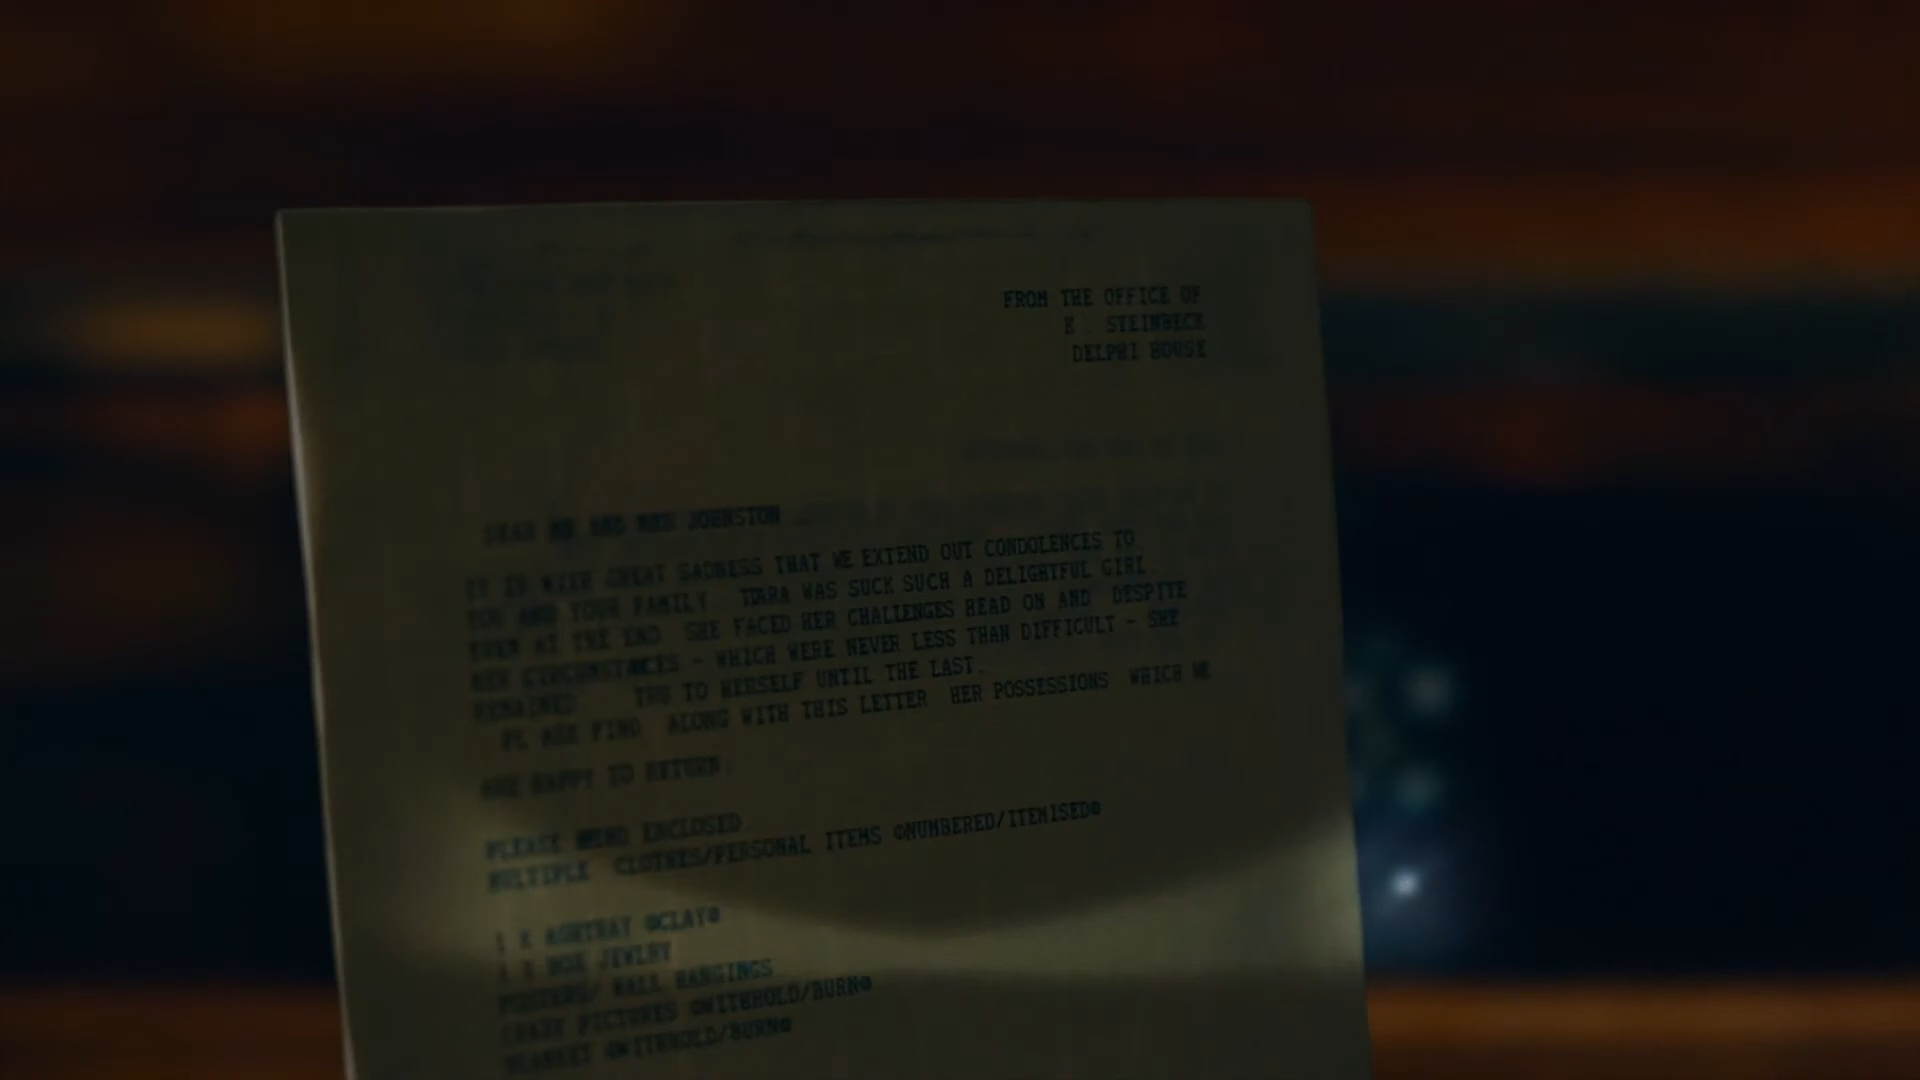 FROM THE OFFICE OF
K. STEINBECK
DELPHI HOUSE
DEAR MR AND MRS JOHNSTON
IT IS WITH GREAT SADNESS THAT WE EXTEND OUT CONDOLENCES TO
YOU AND YOUR FAMILY TIARA WAS SUCK SUCH A DELIGHTFUL GIRL
EVEN AT THE END SHE FACED HER CHALLENGES HEAD ON AND DESPITE
HER CIRCUMSTANCES - WHICH WERE NEVER LESS THAN DIFFICULT - SHE
REMAINED TRU TO HERSELF UNTIL THE LAST.
PL ASE FIND ALONG WITH THIS LETTER HER POSSESSIONS WHICH WE
ARE HAPPY TO RETURN.
PLEASE ENCLOSED
MULTIPLE CLOTHES/PERSONAL ITEMS @NUMBERED/ITEMISED@
1 X ASHTRAY @CLAY@
1 X BOX JEWLRY
POSTERS/ WALL HANGINGS
CRAZY PICTURES @WITHHOLD/BURN@
BLANKET @WITHHOLD/BURN@